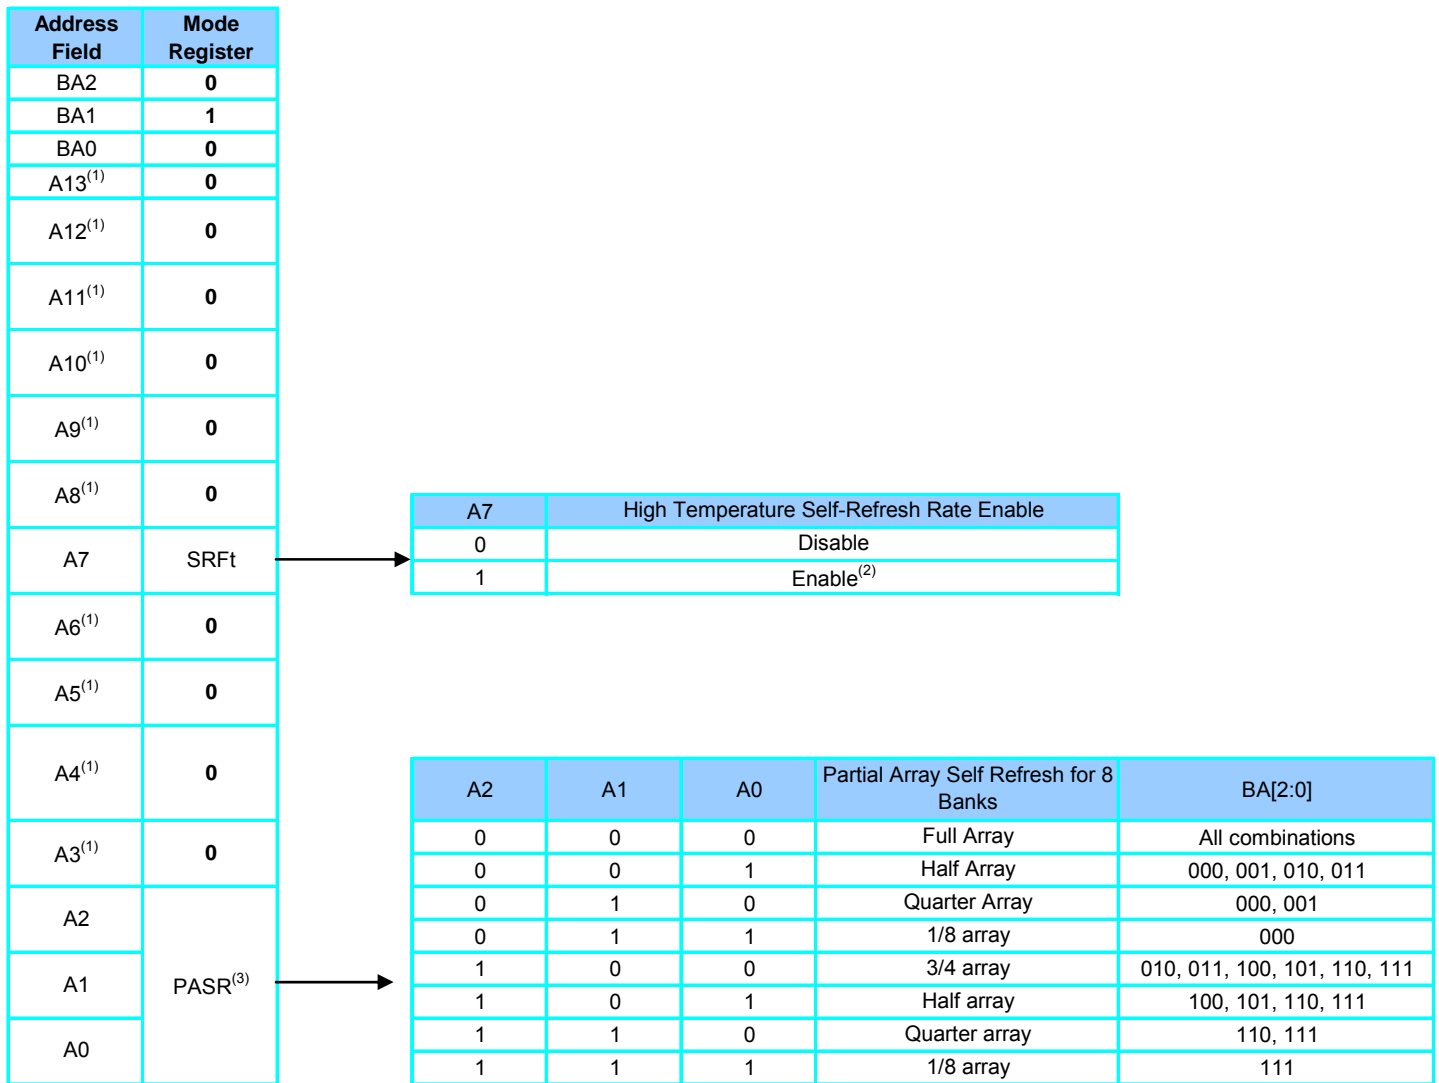 Address Field Mode Register
BA2 0
BA1 1
BA0 0
A13(1) 0
A12(1) 0
A11(1) 0
A10(1) 0
A9(1) 0
A8(1) 0
A7 SRFt
A6(1) 0
A5(1) 0
A4(1) 0
A3(1) 0
A2
A1 PASR(3)
A0
A7 High Temperature Self-Refresh Rate Enable
0 Disable
1 Enable(2)
A2 A1 A0 Partial Array Self Refresh for 8 Banks BA[2:0]
0 0 0 Full Array All combinations
0 0 1 Half Array 000, 001, 010, 011
0 1 0 Quarter Array 000, 001
0 1 1 1/8 array 000
1 0 0 3/4 array 010, 011, 100, 101, 110, 111
1 0 1 Half array 100, 101, 110, 111
1 1 0 Quarter array 110, 111
1 1 1 1/8 array 111